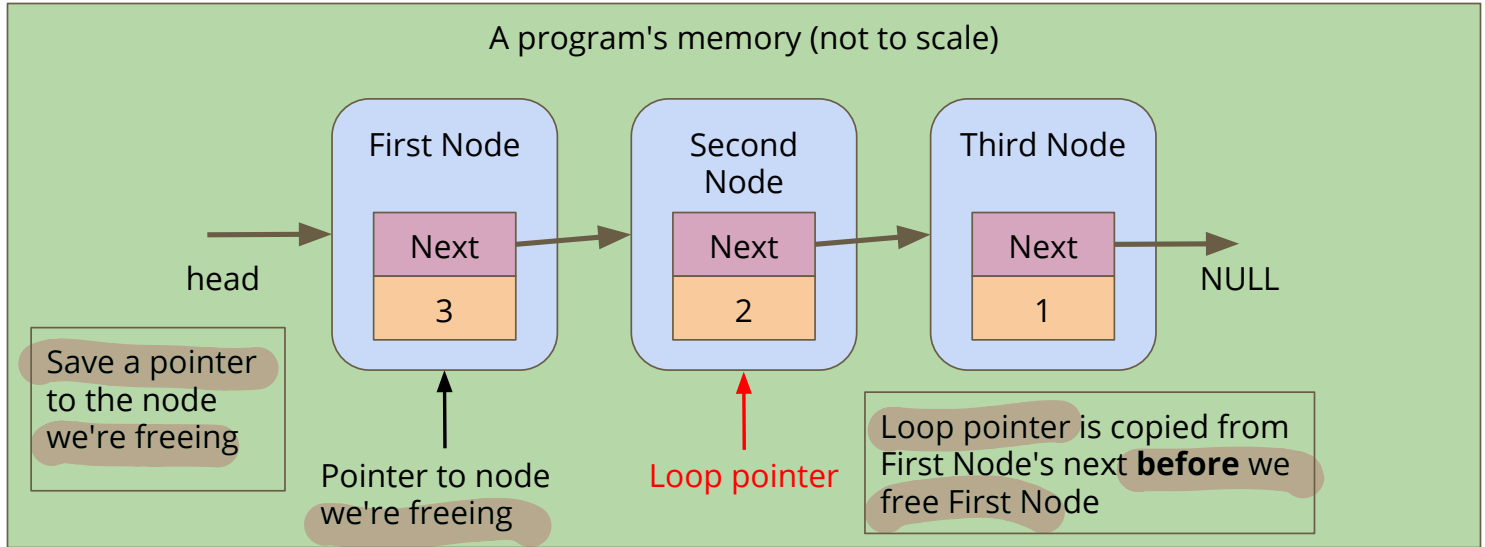 A program's memory (not to scale)
First Node
Second
Node
Third Node
Next
Next
Next
3
2
1
head
NULL
Save a pointer
to the node
we're freeing
Pointer to node
we're freeing
Loop pointer
Loop pointer is copied from
First Node's next before we
free First Node